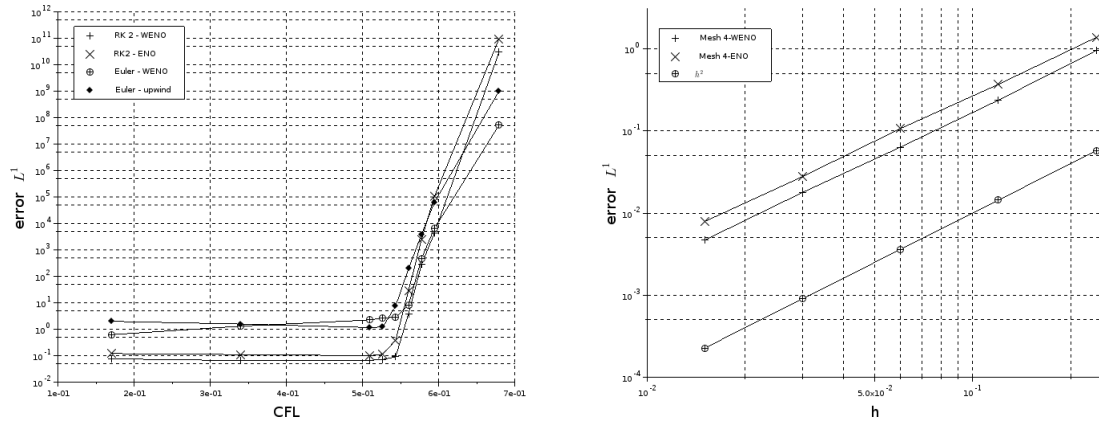 10^12
10^11
10^10
10^9
10^8
10^7
10^6
10^5
10^4
10^3
10^2
10^1
10^0
10^-1
10^-2
error L^1
RK 2 - WENO
RK2 - ENO
Euler - WENO
Euler - upwind
1e-01 2e-01 3e-01 4e-01 5e-01 6e-01 7e-01
CFL
10^0
10^-1
10^-2
10^-3
10^-4
error L^1
Mesh 4-WENO
Mesh 4-ENO
h^2
10^-2 5.0×10^-2 10^-1
h